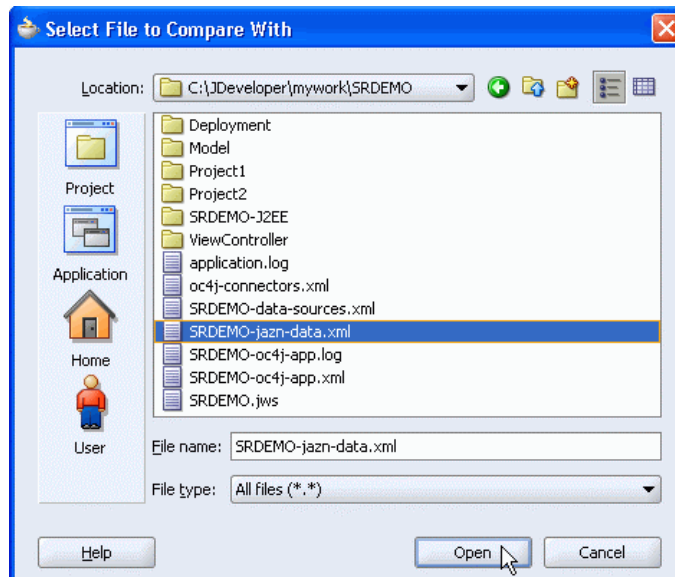 Select File to Compare With
Location: C:\JDeveloper\mywork\SRDEMO
Project
Application
Home
User
Deployment
Model
Project1
Project2
SRDEMO-J2EE
ViewController
application.log
oc4j-connectors.xml
SRDEMO-data-sources.xml
SRDEMO-jazn-data.xml
SRDEMO-oc4j-app.log
SRDEMO-oc4j-app.xml
SRDEMO.jws
File name: SRDEMO-jazn-data.xml
File type: All files (*.*)
Help Open Cancel